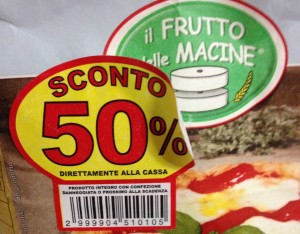 il FRUTTO
delle MACINE®
SCONTO
50%
DIRETTAMENTE ALLA CASSA
PRODOTTO INTEGRO CON CONFEZIONE
DANNEGGIATA O PROSSIMO ALLA SCADENZA
2 999904 510105